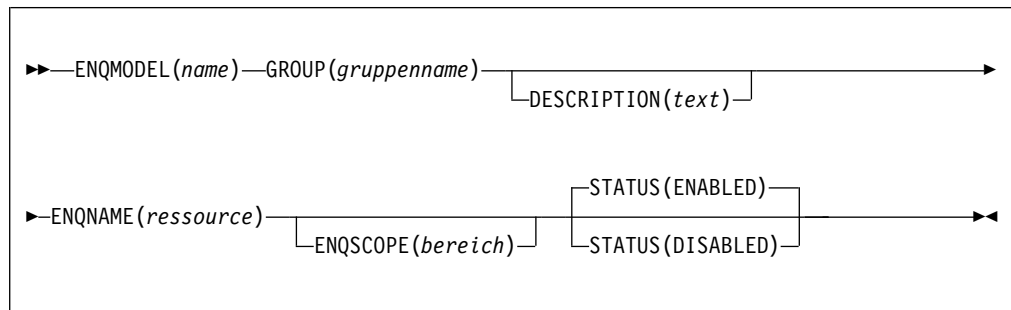 ENQMODEL(name) GROUP(gruppenname)
DESCRIPTION(text)
STATUS(ENABLED)
ENQNAME(ressource)
ENQSCOPE(bereich) STATUS(DISABLED)